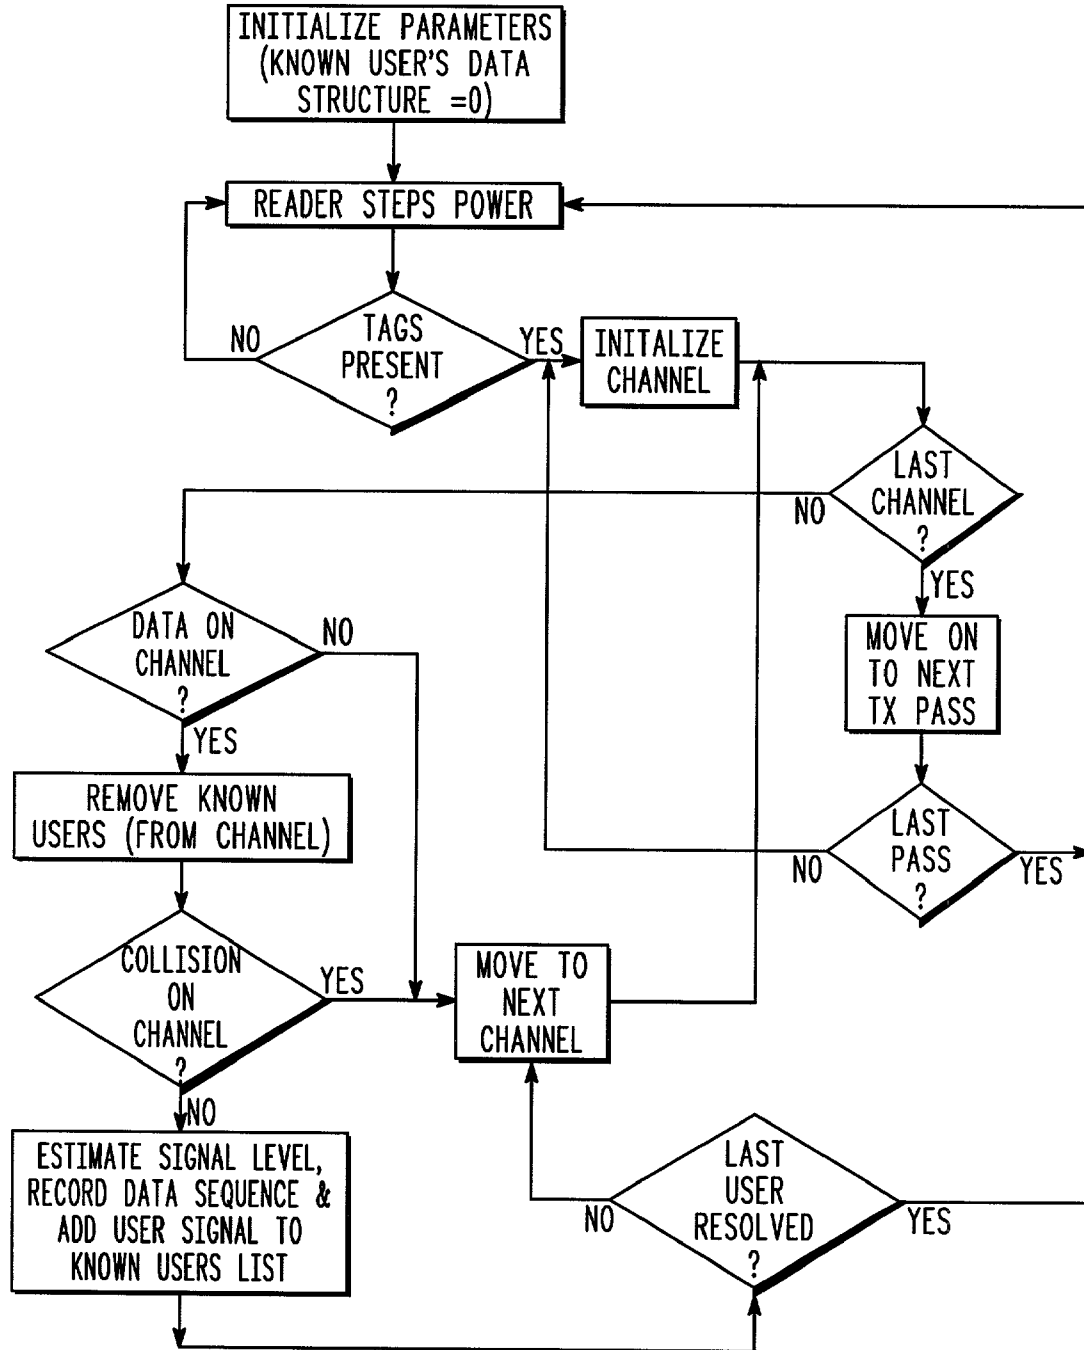 INITIALIZE PARAMETERS
(KNOWN USER'S DATA
STRUCTURE =0)
READER STEPS POWER
NO
TAGS
PRESENT
?
YES
INITALIZE
CHANNEL
LAST
CHANNEL
?
NO
YES
DATA ON
CHANNEL
?
NO
YES
MOVE ON
TO NEXT
TX PASS
REMOVE KNOWN
USERS (FROM CHANNEL)
LAST
PASS
?
NO
YES
COLLISION
ON
CHANNEL
?
YES
NO
MOVE TO
NEXT
CHANNEL
ESTIMATE SIGNAL LEVEL,
RECORD DATA SEQUENCE &
ADD USER SIGNAL TO
KNOWN USERS LIST
LAST
USER
RESOLVED
?
NO
YES